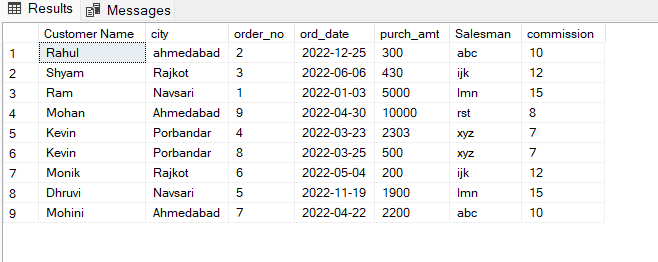 Results Messages
Customer Name city order_no ord_date purch_amt Salesman commission
1 Rahul ahmedabad 2 2022-12-25 300 abc 10
2 Shyam Rajkot 3 2022-06-06 430 ijk 12
3 Ram Navsari 1 2022-01-03 5000 lmn 15
4 Mohan Ahmedabad 9 2022-04-30 10000 rst 8
5 Kevin Porbandar 4 2022-03-23 2303 xyz 7
6 Kevin Porbandar 8 2022-03-25 500 xyz 7
7 Monik Rajkot 6 2022-05-04 200 ijk 12
8 Dhruvi Navsari 5 2022-11-19 1900 lmn 15
9 Mohini Ahmedabad 7 2022-04-22 2200 abc 10